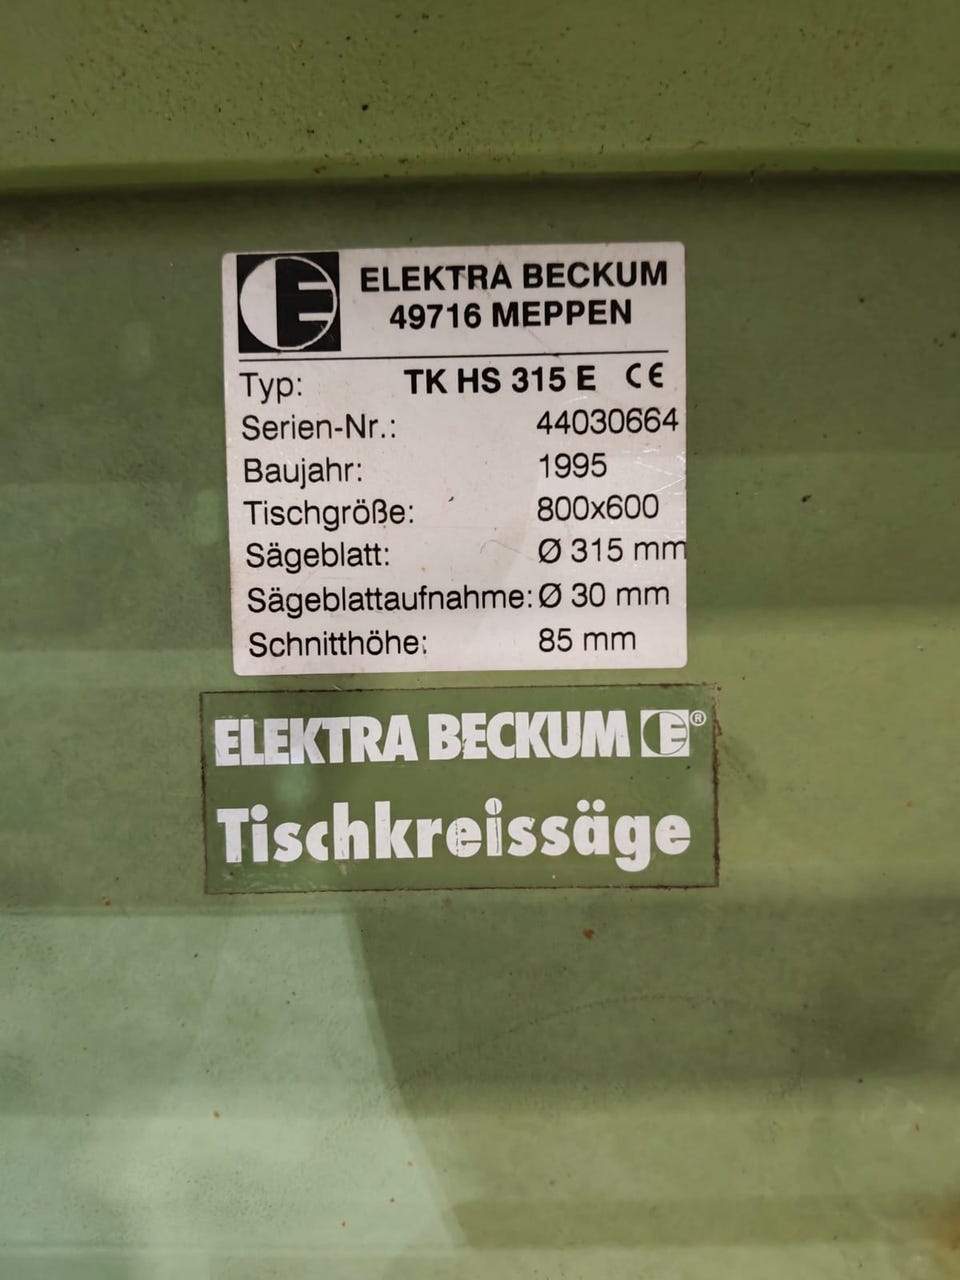 E ELEKTRA BECKUM
49716 MEPPEN
Typ: TK HS 315 E CE
Serien-Nr.: 44030664
Baujahr: 1995
Tischgröße: 800x600
Sägeblatt: Ø 315 mm
Sägeblattaufnahme: Ø 30 mm
Schnitthöhe: 85 mm
ELEKTRA BECKUM E®
Tischkreissäge